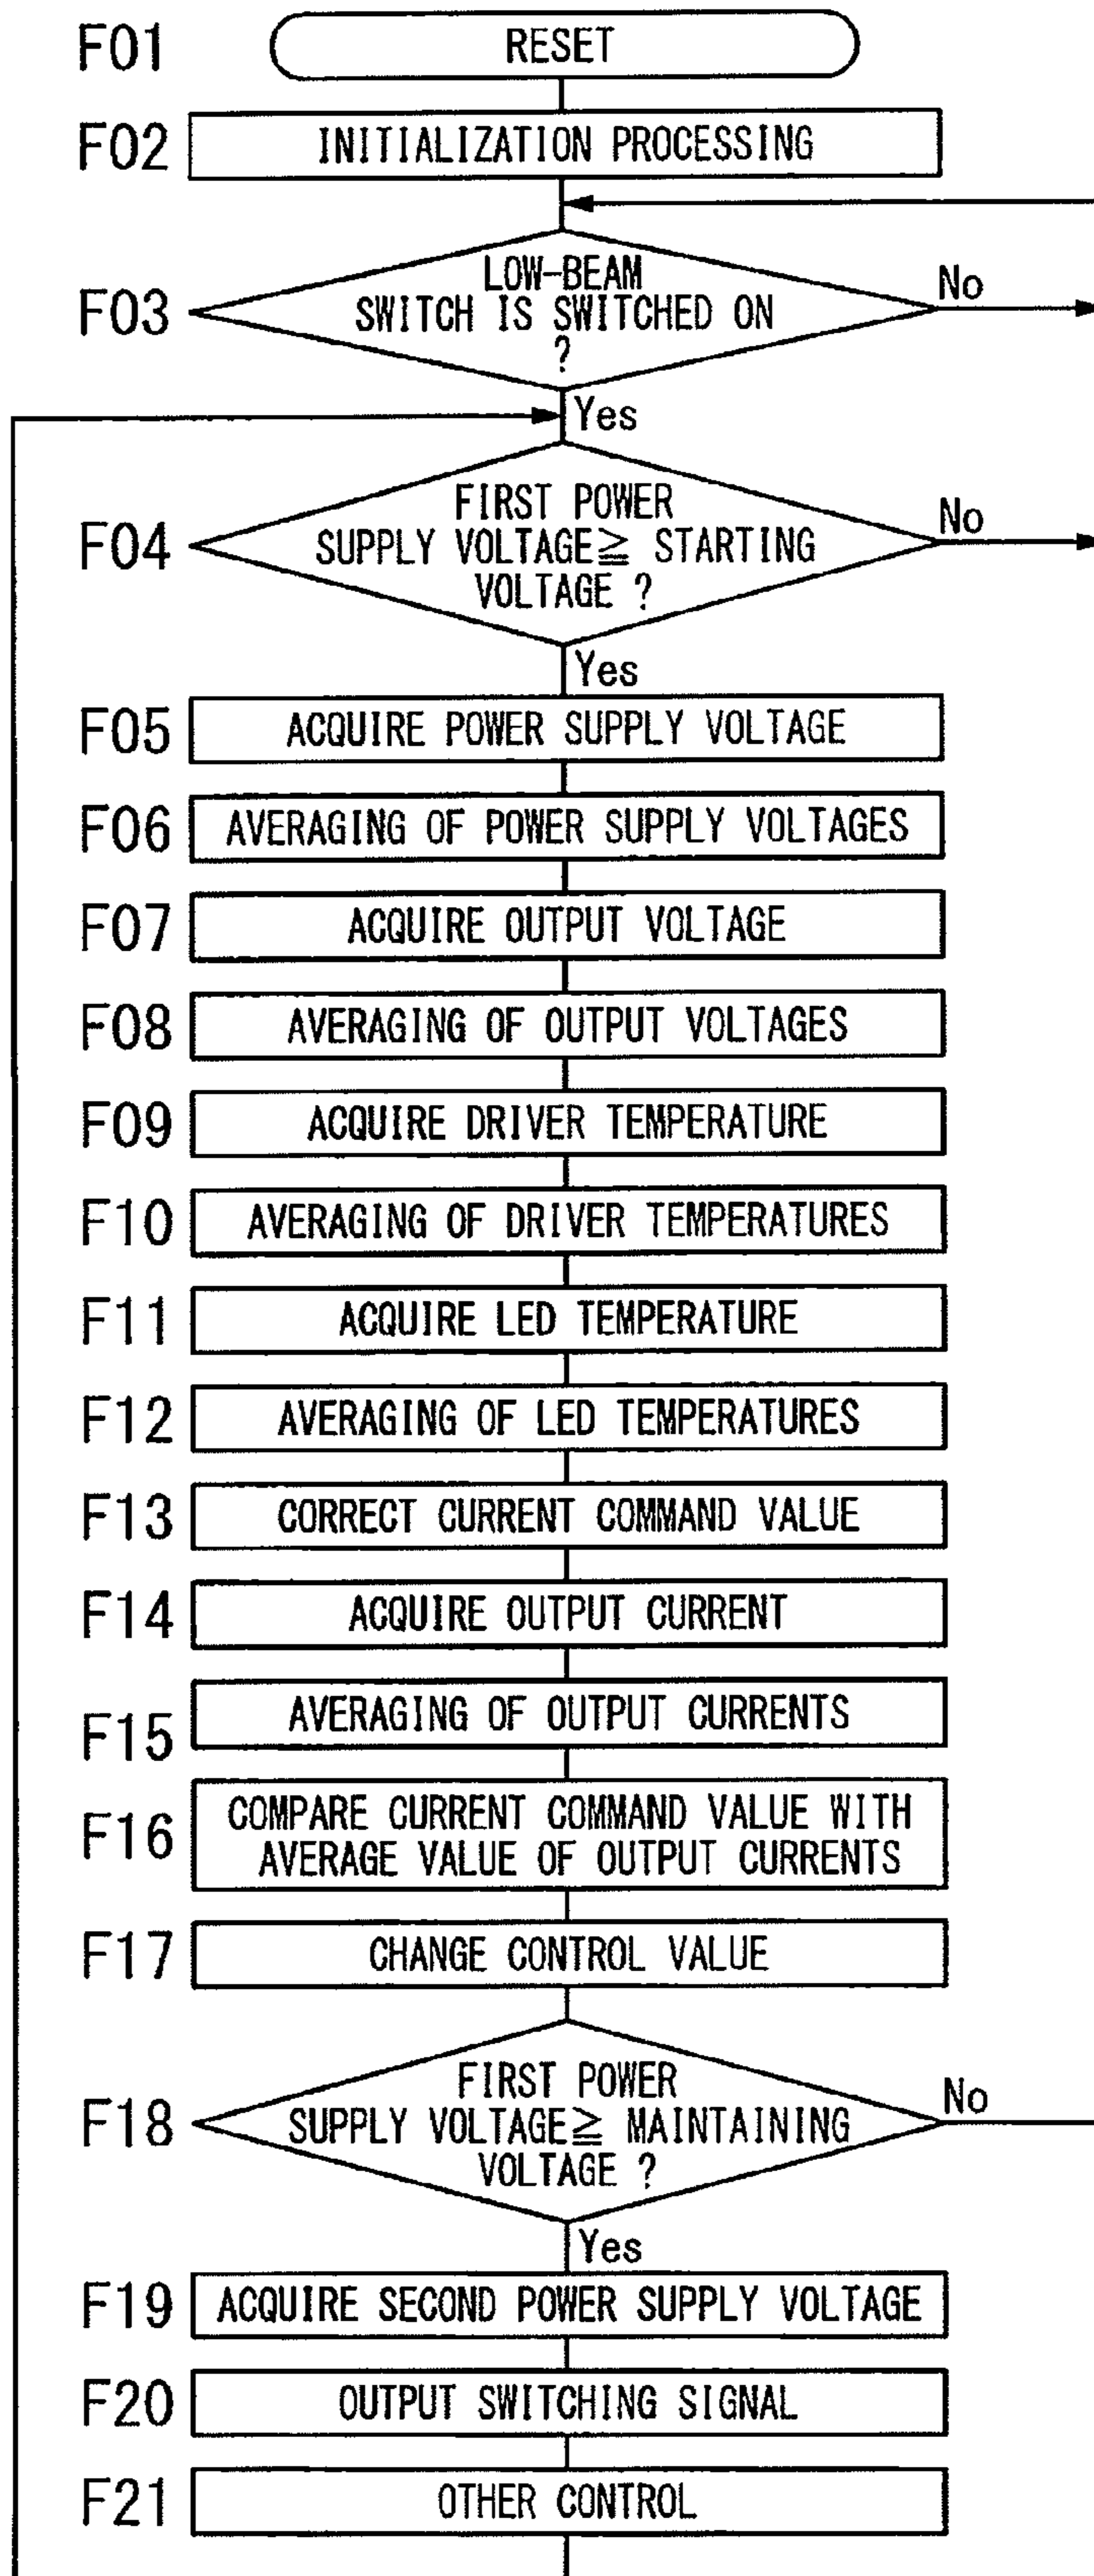 F01 RESET
F02 INITIALIZATION PROCESSING
F03 LOW-BEAM
SWITCH IS SWITCHED ON
?
No
Yes
F04 FIRST POWER
SUPPLY VOLTAGE≧ STARTING
VOLTAGE ?
No
Yes
F05 ACQUIRE POWER SUPPLY VOLTAGE
F06 AVERAGING OF POWER SUPPLY VOLTAGES
F07 ACQUIRE OUTPUT VOLTAGE
F08 AVERAGING OF OUTPUT VOLTAGES
F09 ACQUIRE DRIVER TEMPERATURE
F10 AVERAGING OF DRIVER TEMPERATURES
F11 ACQUIRE LED TEMPERATURE
F12 AVERAGING OF LED TEMPERATURES
F13 CORRECT CURRENT COMMAND VALUE
F14 ACQUIRE OUTPUT CURRENT
F15 AVERAGING OF OUTPUT CURRENTS
F16 COMPARE CURRENT COMMAND VALUE WITH
AVERAGE VALUE OF OUTPUT CURRENTS
F17 CHANGE CONTROL VALUE
F18 FIRST POWER
SUPPLY VOLTAGE≧ MAINTAINING
VOLTAGE ?
No
Yes
F19 ACQUIRE SECOND POWER SUPPLY VOLTAGE
F20 OUTPUT SWITCHING SIGNAL
F21 OTHER CONTROL